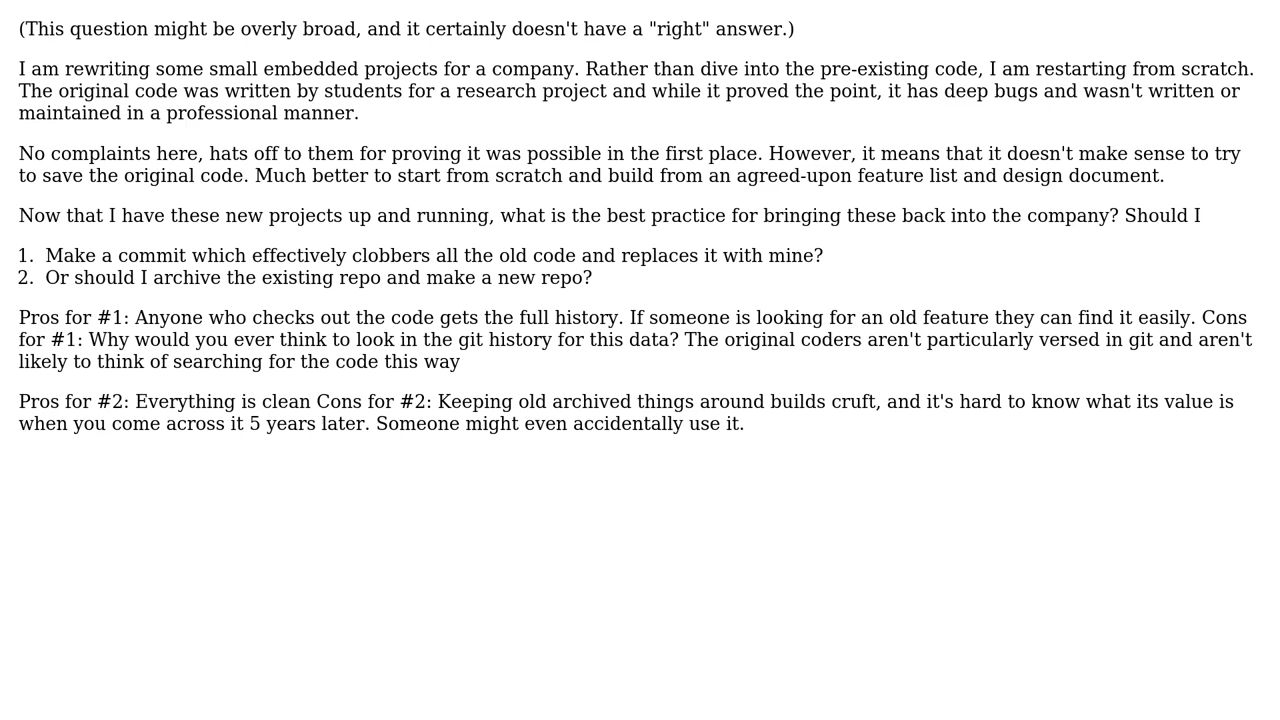 (This question might be overly broad, and it certainly doesn't have a "right" answer.)
I am rewriting some small embedded projects for a company. Rather than dive into the pre-existing code, I am restarting from scratch.
The original code was written by students for a research project and while it proved the point, it has deep bugs and wasn't written or
maintained in a professional manner.
No complaints here, hats off to them for proving it was possible in the first place. However, it means that it doesn't make sense to try
to save the original code. Much better to start from scratch and build from an agreed-upon feature list and design document.
Now that I have these new projects up and running, what is the best practice for bringing these back into the company? Should I
1. Make a commit which effectively clobbers all the old code and replaces it with mine?
2. Or should I archive the existing repo and make a new repo?
Pros for #1: Anyone who checks out the code gets the full history. If someone is looking for an old feature they can find it easily. Cons
for #1: Why would you ever think to look in the git history for this data? The original coders aren't particularly versed in git and aren't
likely to think of searching for the code this way
Pros for #2: Everything is clean Cons for #2: Keeping old archived things around builds cruft, and it's hard to know what its value is
when you come across it 5 years later. Someone might even accidentally use it.